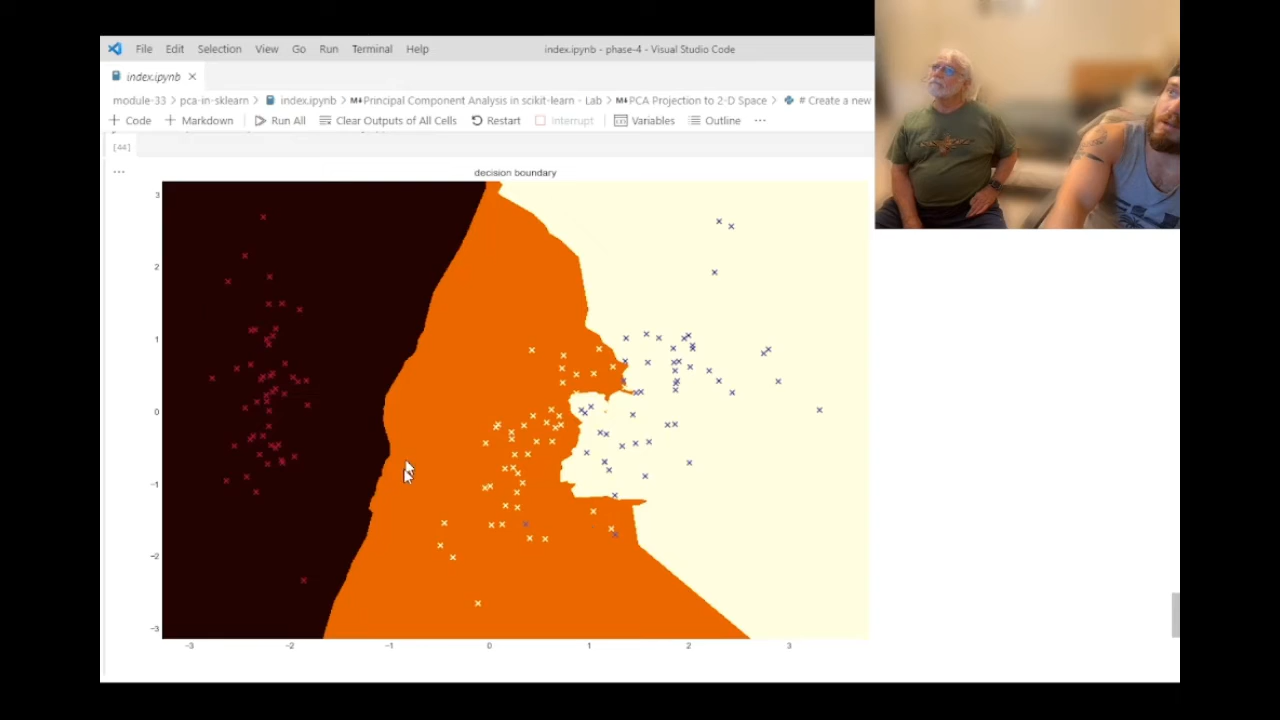 File Edit Selection View Go Run Terminal Help index.ipynb - phase-4 - Visual Studio Code
index.ipynb
module-33 > pca-in-sklearn > index.ipynb > M↓Principal Component Analysis in scikit-learn - Lab > M↓PCA Projection to 2-D Space > # Create a new
+ Code + Markdown Run All Clear Outputs of All Cells Restart Interrupt Variables Outline ...
[44]
...
decision boundary
3
2
1
0
−1
−2
−3
−3 −2 −1 0 1 2 3